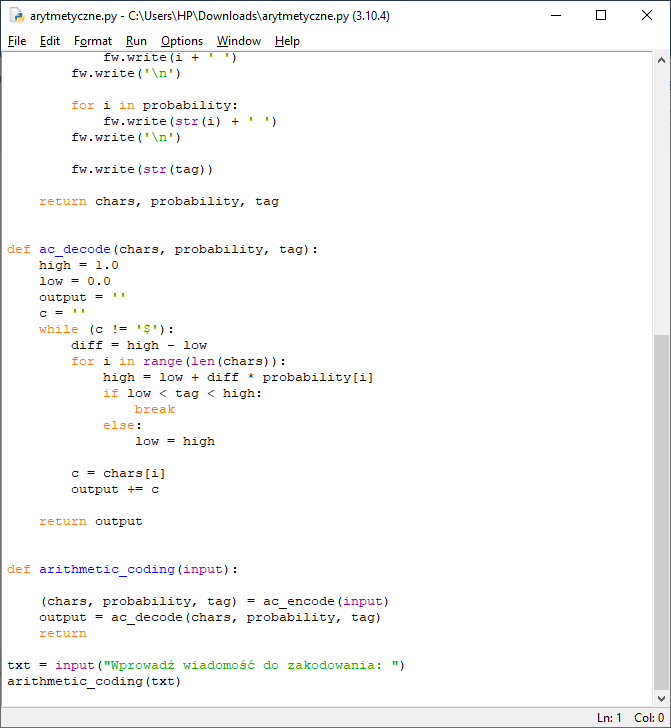 arytmetyczne.py - C:\Users\HP\Downloads\arytmetyczne.py (3.10.4)
File Edit Format Run Options Window Help
            fw.write(i + ' ')
        fw.write('\n')

        for i in probability:
            fw.write(str(i) + ' ')
        fw.write('\n')

        fw.write(str(tag))

    return chars, probability, tag


def ac_decode(chars, probability, tag):
    high = 1.0
    low = 0.0
    output = ''
    c = ''
    while (c != '$'):
        diff = high - low
        for i in range(len(chars)):
            high = low + diff * probability[i]
            if low < tag < high:
                break
            else:
                low = high

        c = chars[i]
        output += c

    return output


def arithmetic_coding(input):

    (chars, probability, tag) = ac_encode(input)
    output = ac_decode(chars, probability, tag)
    return

txt = input("Wprowadź wiadomość do zakodowania: ")
arithmetic_coding(txt)
Ln: 1 Col: 0